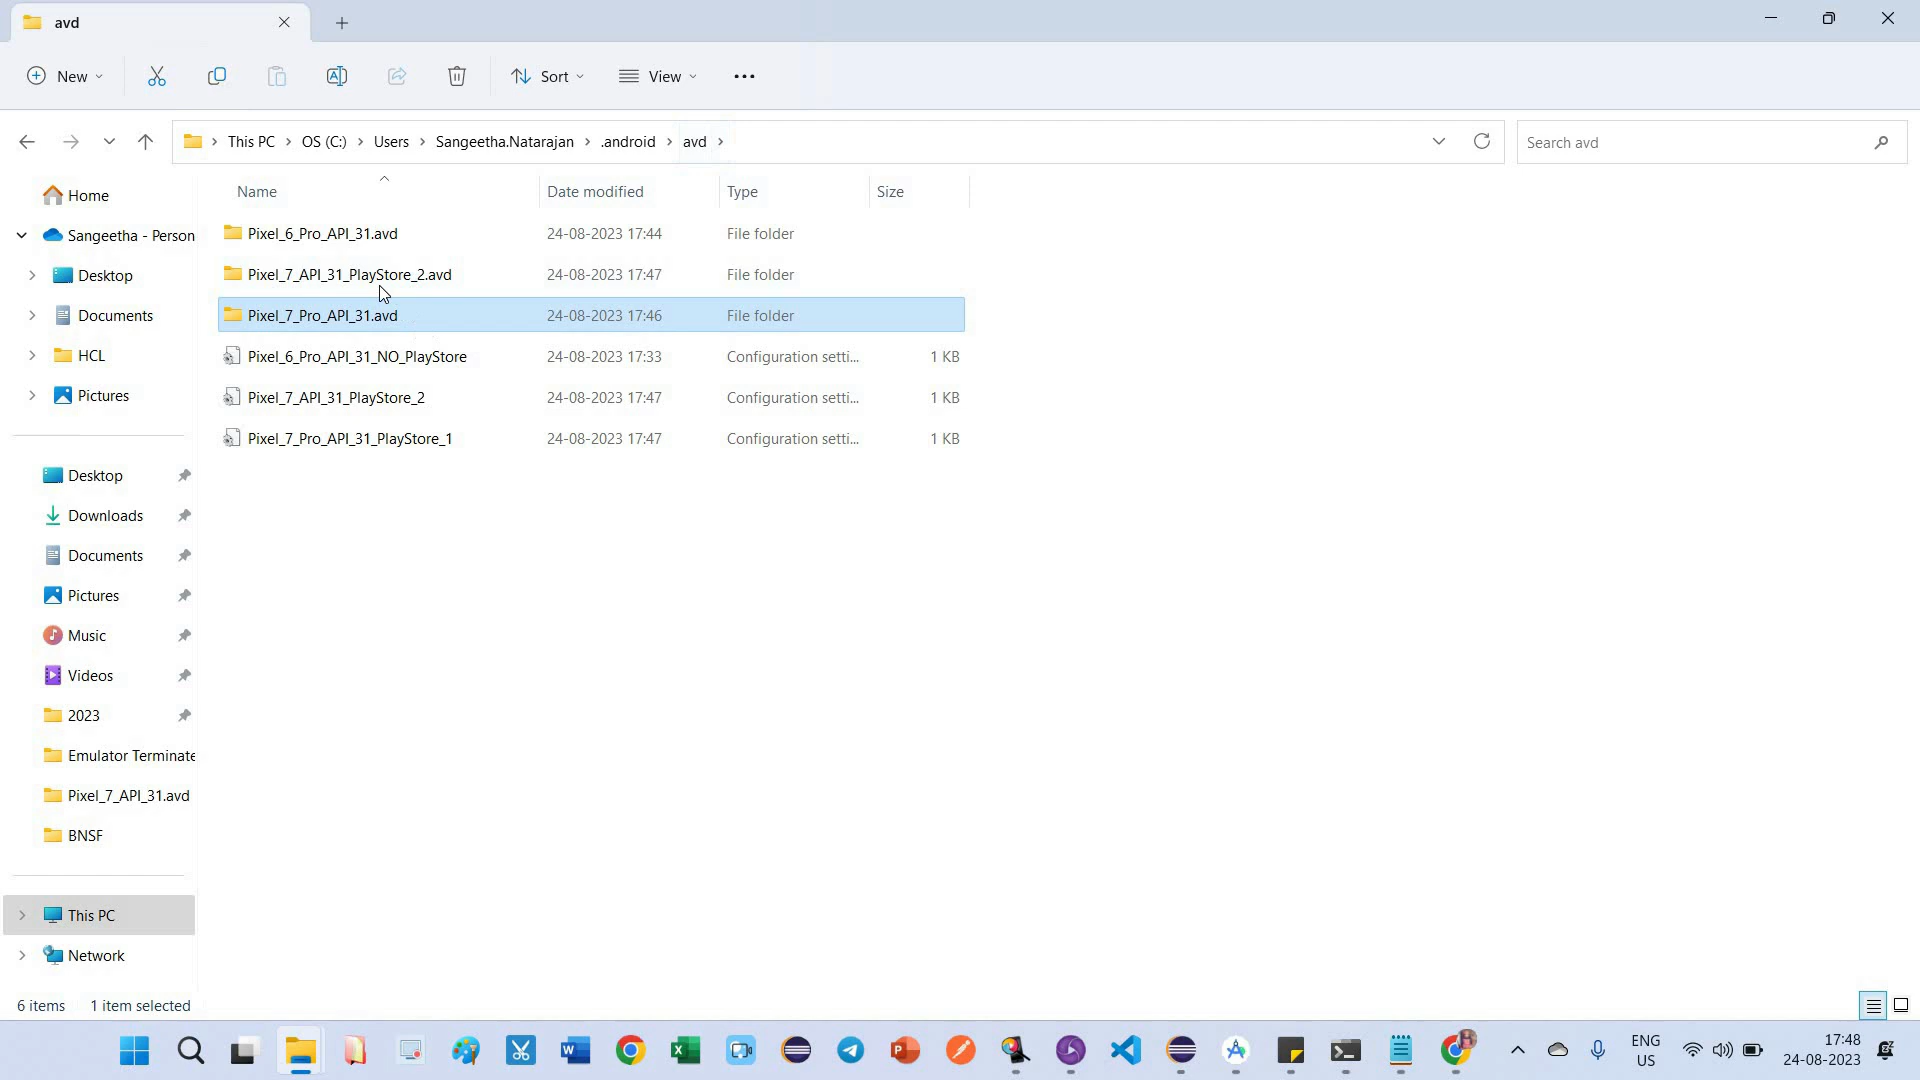 avd
New
Sort
View
This PC
OS (C:)
Users
Sangeetha.Natarajan
.android
avd
Search avd
Name
Date modified
Type
Size
Pixel_6_Pro_API_31.avd 24-08-2023 17:44 File folder
Pixel_7_API_31_PlayStore_2.avd 24-08-2023 17:47 File folder
Pixel_7_Pro_API_31.avd 24-08-2023 17:46 File folder
Pixel_6_Pro_API_31_NO_PlayStore 24-08-2023 17:33 Configuration setti... 1 KB
Pixel_7_API_31_PlayStore_2 24-08-2023 17:47 Configuration setti... 1 KB
Pixel_7_Pro_API_31_PlayStore_1 24-08-2023 17:47 Configuration setti... 1 KB
Home
Sangeetha - Person
Desktop
Documents
HCL
Pictures
Desktop
Downloads
Documents
Pictures
Music
Videos
2023
Emulator Terminate
Pixel_7_API_31.avd
BNSF
This PC
Network
6 items 1 item selected
ENG
US
17:48
24-08-2023